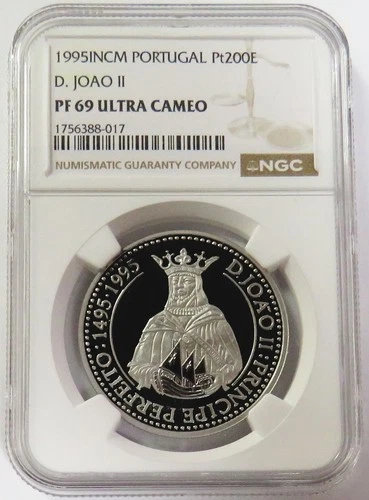 1995INCM PORTUGAL Pt200E
D. JOAO II
PF 69 ULTRA CAMEO
1756388-017
NUMISMATIC GUARANTY COMPANY
NGC
D.JOÃO II:PRINCIPE PERFEITO:1495·1995